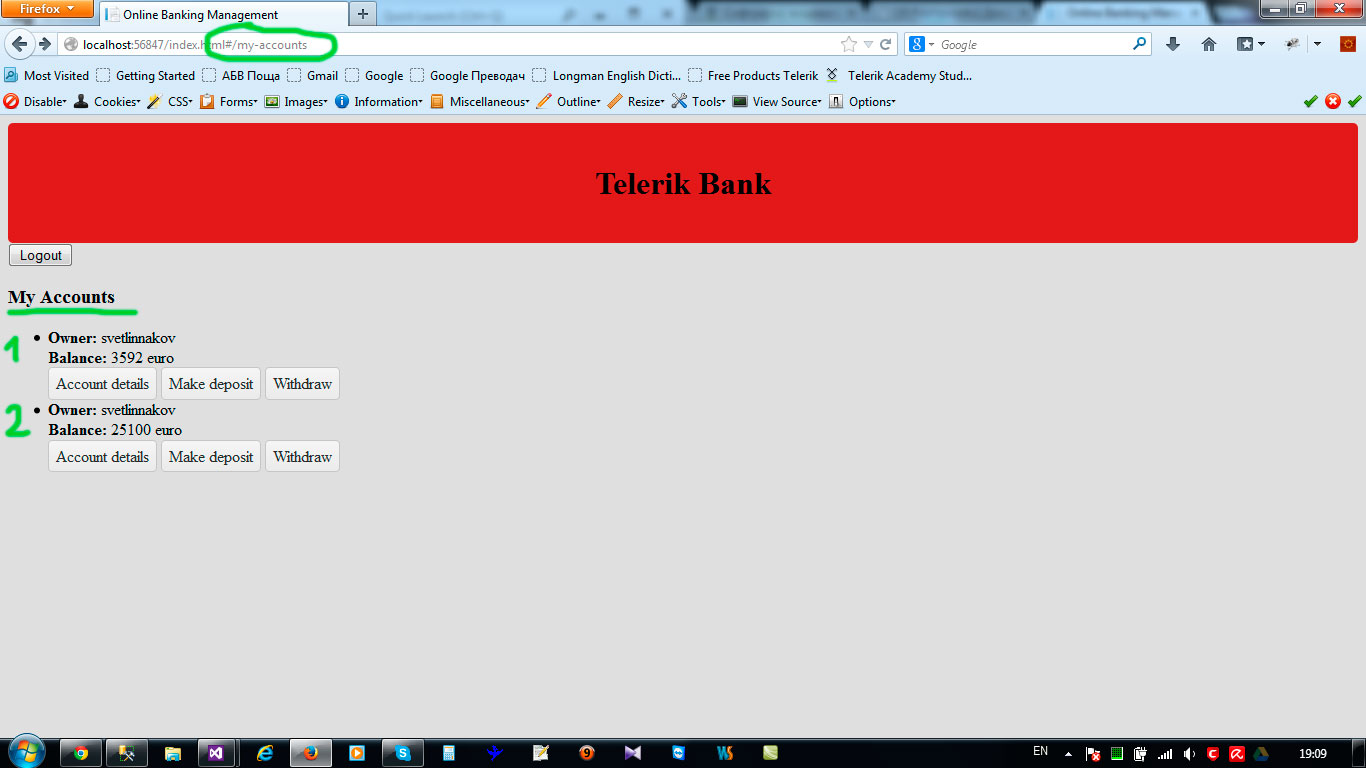 Firefox
Online Banking Management
localhost:56847/index.html#/my-accounts
Google
Most Visited Getting Started АБВ Поща Gmail Google Google Преводач Longman English Dicti... Free Products Telerik Telerik Academy Stud...
Disable Cookies CSS Forms Images Information Miscellaneous Outline Resize Tools View Source Options
Telerik Bank
Logout
My Accounts
1
Owner: svetlinnakov
Balance: 3592 euro
Account details Make deposit Withdraw
2
Owner: svetlinnakov
Balance: 25100 euro
Account details Make deposit Withdraw
EN 19:09